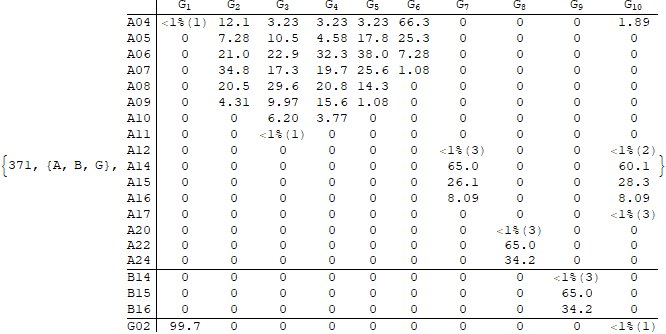 G₁ G₂ G₃ G₄ G₅ G₆ G₇ G₈ G₉ G₁₀
A04 <1%(1) 12.1 3.23 3.23 3.23 66.3 0 0 0 1.89
A05 0 7.28 10.5 4.58 17.8 25.3 0 0 0 0
A06 0 21.0 22.9 32.3 38.0 7.28 0 0 0 0
A07 0 34.8 17.3 19.7 25.6 1.08 0 0 0 0
A08 0 20.5 29.6 20.8 14.3 0 0 0 0 0
A09 0 4.31 9.97 15.6 1.08 0 0 0 0 0
A10 0 0 6.20 3.77 0 0 0 0 0 0
A11 0 0 <1%(1) 0 0 0 0 0 0 0
A12 0 0 0 0 0 0 <1%(3) 0 0 <1%(2)
{371, {A, B, G}, A14 0 0 0 0 0 0 65.0 0 0 60.1 }
A15 0 0 0 0 0 0 26.1 0 0 28.3
A16 0 0 0 0 0 0 8.09 0 0 8.09
A17 0 0 0 0 0 0 0 0 0 <1%(3)
A20 0 0 0 0 0 0 0 <1%(3) 0 0
A22 0 0 0 0 0 0 0 65.0 0 0
A24 0 0 0 0 0 0 0 34.2 0 0
B14 0 0 0 0 0 0 0 0 <1%(3) 0
B15 0 0 0 0 0 0 0 0 65.0 0
B16 0 0 0 0 0 0 0 0 34.2 0
G02 99.7 0 0 0 0 0 0 0 0 <1%(1)